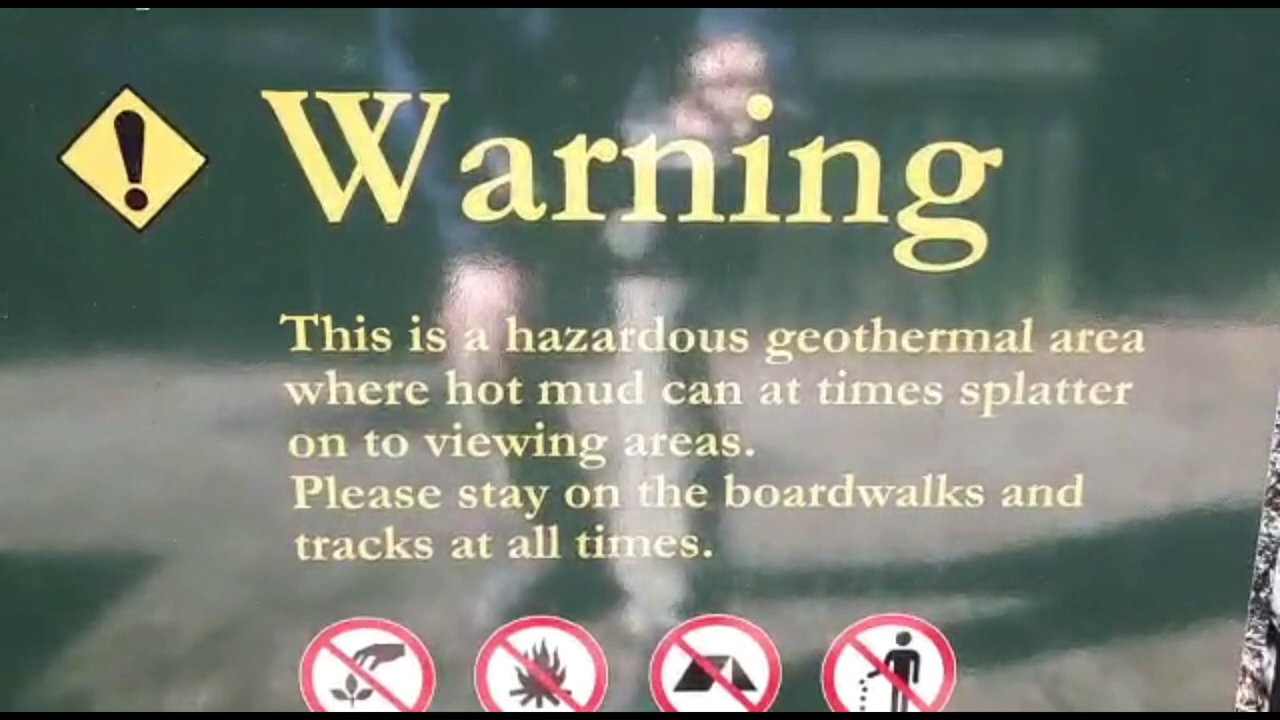 Warning
This is a hazardous geothermal area
where hot mud can at times splatter
on to viewing areas.
Please stay on the boardwalks and
tracks at all times.